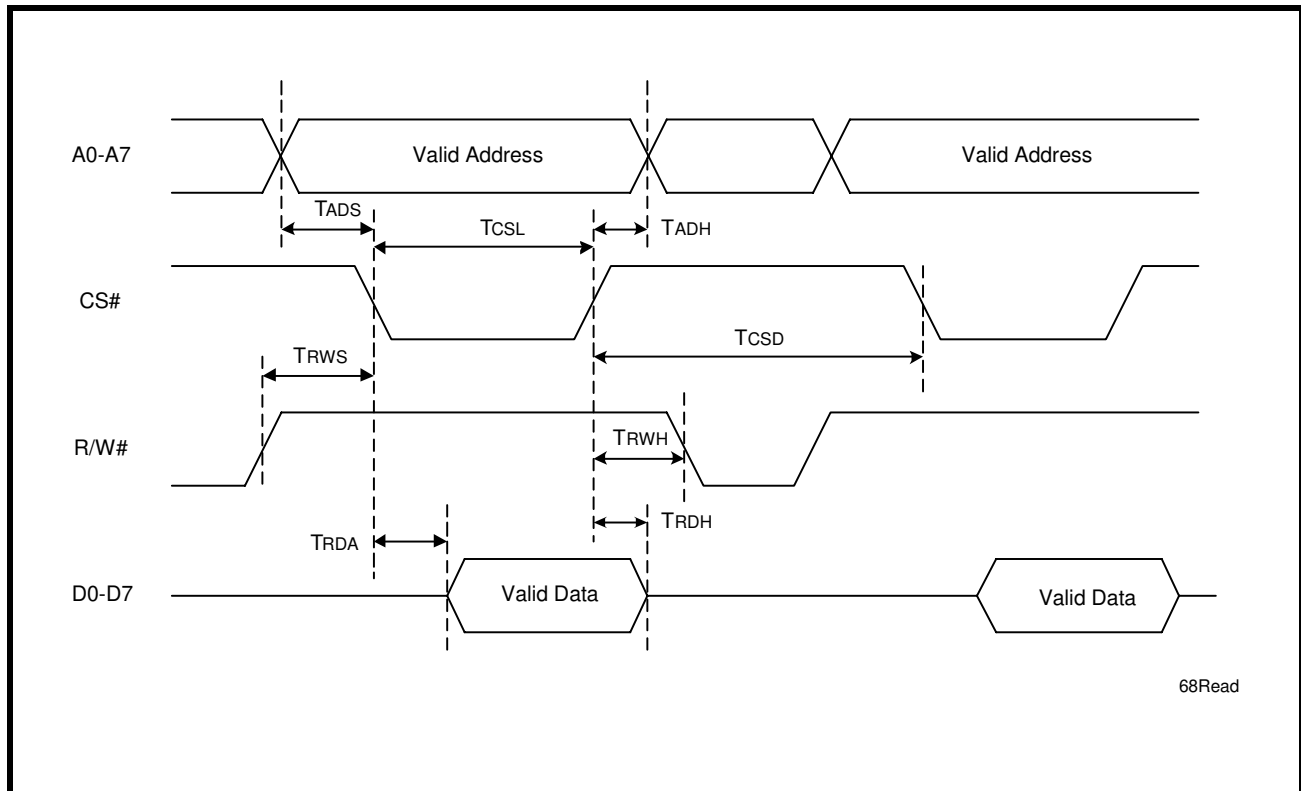 A0-A7
Valid Address
Valid Address
TADS
TCSL
TADH
CS#
TCSD
TRWS
R/W#
TRWH
TRDH
TRDA
D0-D7
Valid Data
Valid Data
68Read